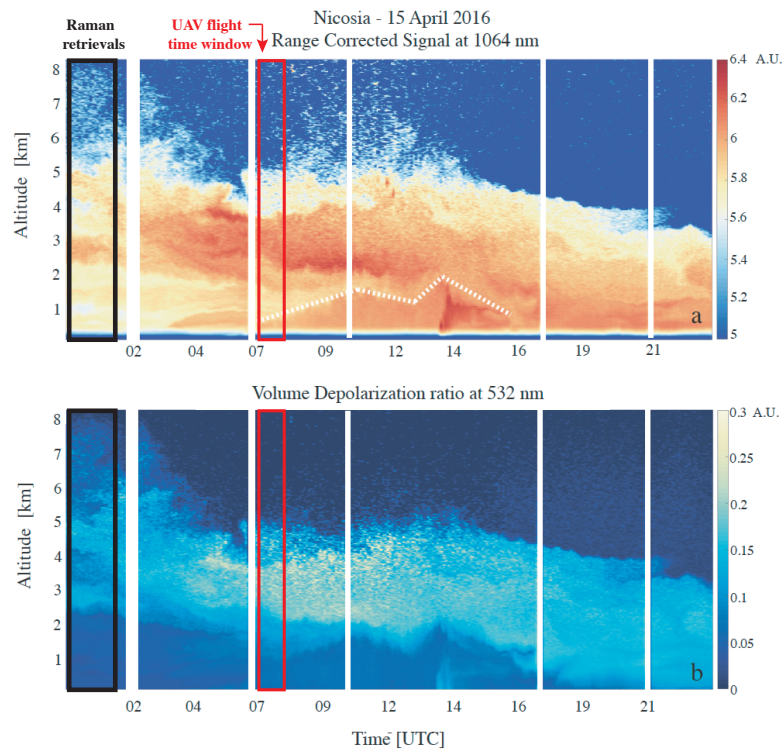 Nicosia - 15 April 2016
Raman
retrievals
UAV flight
time window
Range Corrected Signal at 1064 nm
8
7
6
5
4
3
2
1
Altitude [km]
6.4 A.U.
6.2
6
5.8
5.6
5.4
5.2
5
a
02 04 07 09 12 14 16 19 21
Volume Depolarization ratio at 532 nm
8
7
6
5
4
3
2
1
Altitude [km]
0.3 A.U.
0.25
0.2
0.15
0.1
0.05
0
b
02 04 07 09 12 14 16 19 21
Time [UTC]